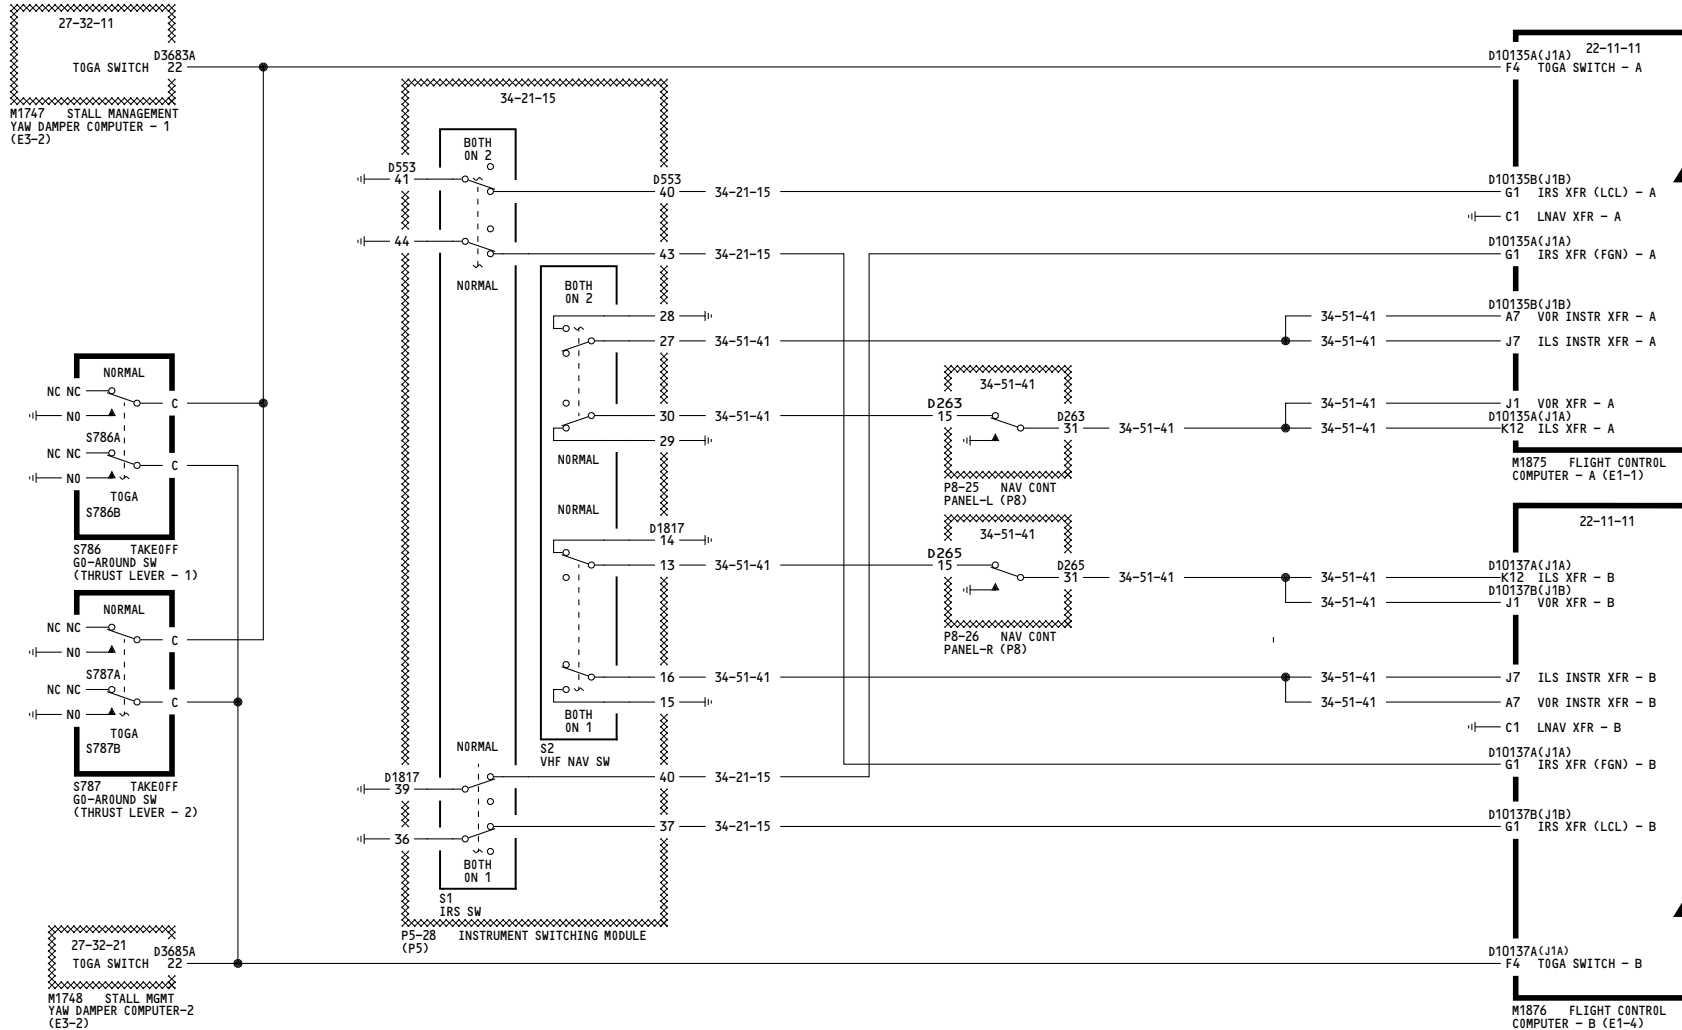 27-32-11
D3683A
TOGA SWITCH 22
M1747 STALL MANAGEMENT
YAW DAMPER COMPUTER - 1
(E3-2)
NORMAL
NC NC
C
NO
S786A
NC NC
C
NO
TOGA
S786B
S786 TAKEOFF
GO-AROUND SW
(THRUST LEVER - 1)
NORMAL
NC NC
C
NO
S787A
NC NC
C
NO
TOGA
S787B
S787 TAKEOFF
GO-AROUND SW
(THRUST LEVER - 2)
27-32-21
D3685A
TOGA SWITCH 22
M1748 STALL MGMT
YAW DAMPER COMPUTER-2
(E3-2)
34-21-15
BOTH
ON 2
D553
41
D553
40 34-21-15
44
43 34-21-15
NORMAL
BOTH
ON 2
28
27 34-51-41
30 34-51-41
29
NORMAL
NORMAL
D1817
14
13 34-51-41
16 34-51-41
15
BOTH
ON 1
S2
VHF NAV SW
NORMAL
D1817
39
40 34-21-15
36
37 34-21-15
BOTH
ON 1
S1
IRS SW
P5-28 INSTRUMENT SWITCHING MODULE
(P5)
34-51-41
D263
15
D263
31 34-51-41
P8-25 NAV CONT
PANEL-L (P8)
34-51-41
D265
15
D265
31 34-51-41
P8-26 NAV CONT
PANEL-R (P8)
22-11-11
D10135A(J1A)
F4 TOGA SWITCH - A
D10135B(J1B)
G1 IRS XFR (LCL) - A
C1 LNAV XFR - A
D10135A(J1A)
G1 IRS XFR (FGN) - A
D10135B(J1B)
34-51-41 A7 VOR INSTR XFR - A
34-51-41 J7 ILS INSTR XFR - A
34-51-41 J1 VOR XFR - A
D10135A(J1A)
34-51-41 K12 ILS XFR - A
M1875 FLIGHT CONTROL
COMPUTER - A (E1-1)
22-11-11
D10137A(J1A)
34-51-41 K12 ILS XFR - B
D10137B(J1B)
34-51-41 J1 VOR XFR - B
34-51-41 J7 ILS INSTR XFR - B
34-51-41 A7 VOR INSTR XFR - B
C1 LNAV XFR - B
D10137A(J1A)
G1 IRS XFR (FGN) - B
D10137B(J1B)
G1 IRS XFR (LCL) - B
D10137A(J1A)
F4 TOGA SWITCH - B
M1876 FLIGHT CONTROL
COMPUTER - B (E1-4)